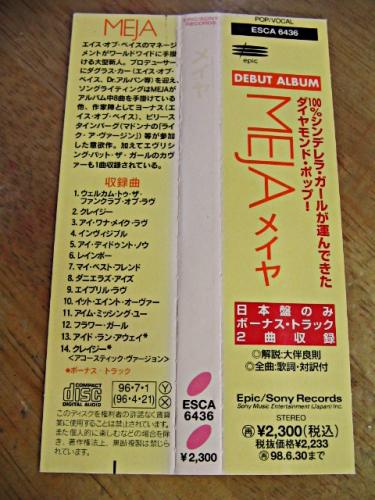 MEJA
エイス・オブ・ベイスのマネージ
メントがワールドワイドに手掛
ける大型新人。プロデューサー
にダグラス・カー(エイス・オブ・
ベイス、Dr.アルバン等)を迎え、
ソングライティングはMEJAが
アルバム中8曲を手掛けている
他、作家陣としてヨーナス(エ
イス・オブ・ベイス)、ビリース
タインバーグ(マドンナの「ライ
ク・ア・ヴァージン」)等が参加
した意欲作。加えてエヴリシ
ング・バット・ザ・ガールのカヴ
ァーも1曲収録されている。
収録曲
1. ウェルカム・トゥ・ザ・
ファンクラブ・オブ・ラヴ
2. クレイジー
3. アイ・ワナ・メイク・ラヴ
4. インヴィジブル
5. アイ・ディドゥント・ノウ
6. レインボー
7. マイ・ベスト・フレンド
8. ダニエラズ・アイズ
9. エイプリル・ラヴ
10. イット・エイント・オーヴァー
11. アイム・ミッシング・ユー
12. フラワー・ガール
13. アイド・ラン・アウェイ*
14. クレイジー*
<アコースティック・ヴァージョン>
*ボーナス・トラック
COMPACT
disc
DIGITAL AUDIO
96・7・1
(96・4・21)
Y
X
このディスクを権利者の許諾なく賃貸
業に使用することは禁止されています。
また個人的に楽しむなどの場合を除
き、著作権法上、無断複製は禁じら
れています。
EPIC/SONY
RECORDS
メイヤ
ESCA
6436
¥2,300
POP/VOCAL
ESCA 6436
epic
DEBUT ALBUM
100%シンデレラ・ガールが運んできた
ダイヤモンド・ポップ!
MEJA メイヤ
日本盤のみ
ボーナス・トラック
2曲収録
◎解説:大伴良則
◎全曲:歌詞・対訳付
Epic/Sony Records
Sony Music Entertainment (Japan) Inc.
STEREO
再 ¥2,300(税込)
税抜価格¥2,233
再 98.6.30まで